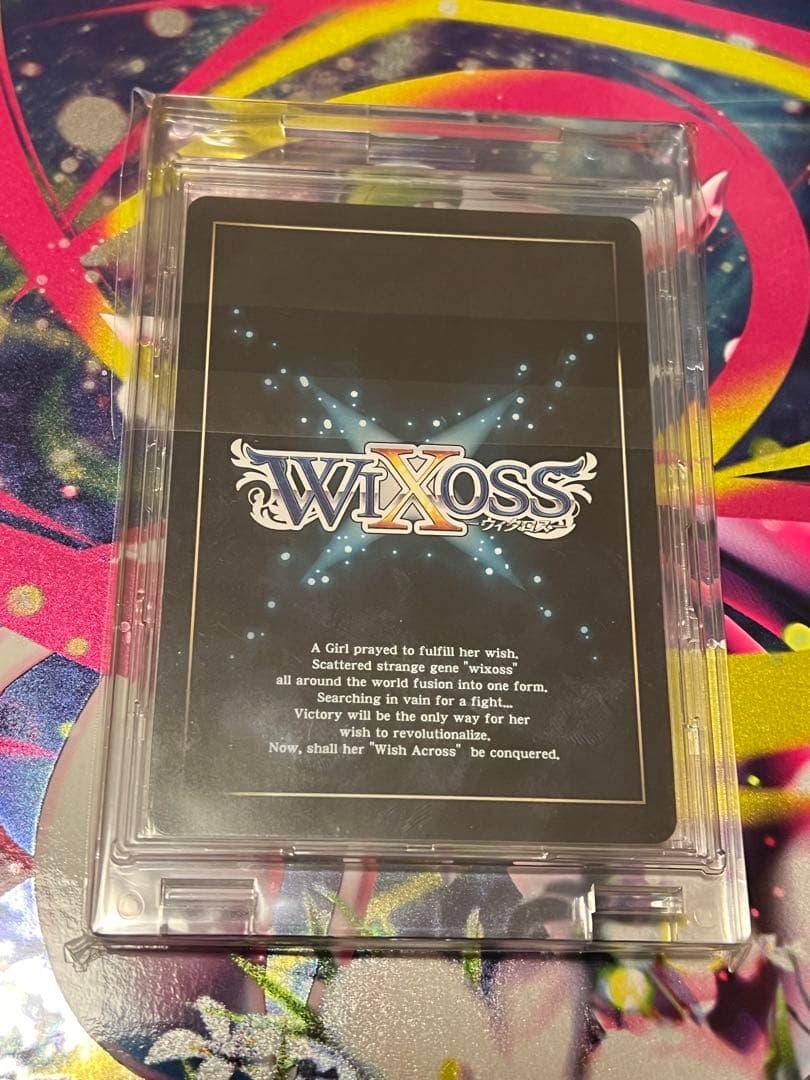 WIXOSS
-ウィクロス-
A Girl prayed to fulfill her wish.
Scattered strange gene "wixoss"
all around the world fusion into one form.
Searching in vain for a fight...
Victory will be the only way for her
wish to revolutionalize.
Now, shall her "Wish Across" be conquered.